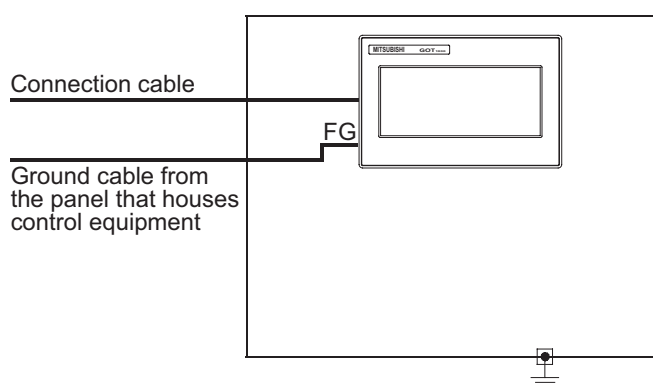 MITSUBISHI GOT
Connection cable
FG
Ground cable from
the panel that houses
control equipment